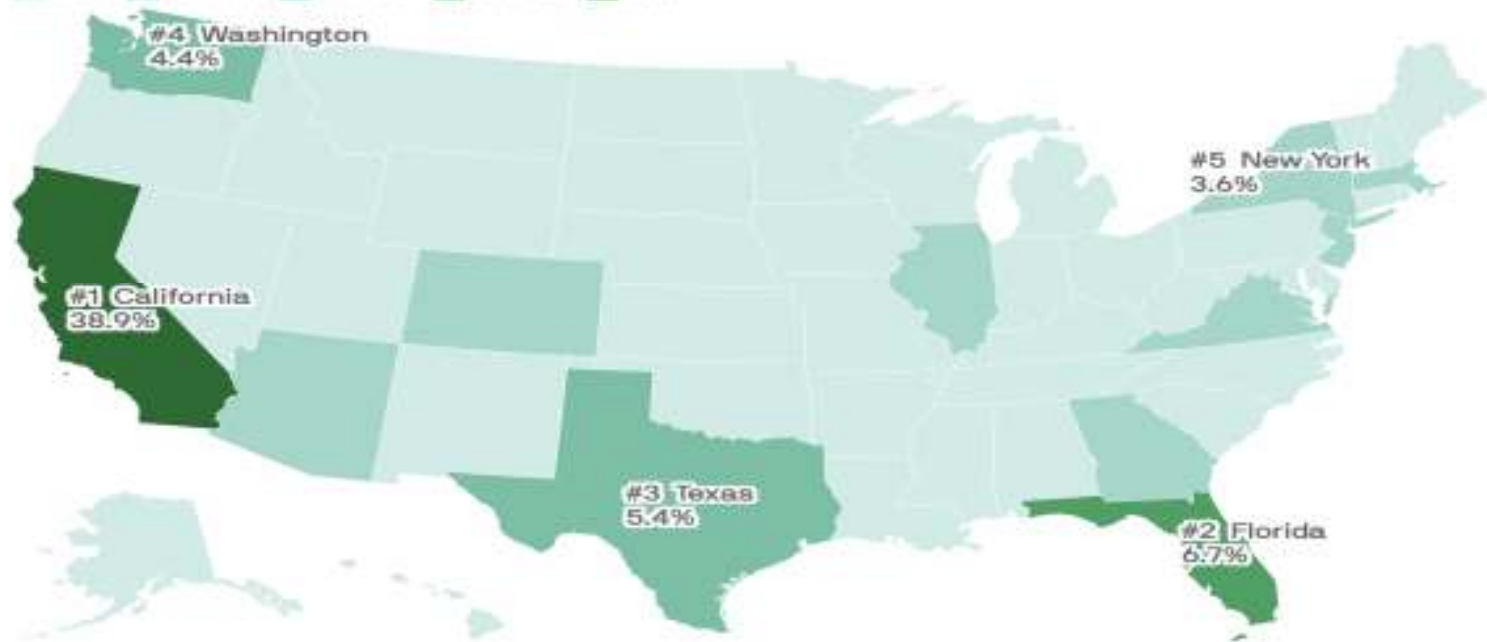 #4 Washington
4.4%
#5 New York
3.6%
#1 California
38.9%
#3 Texas
5.4%
#2 Florida
6.7%